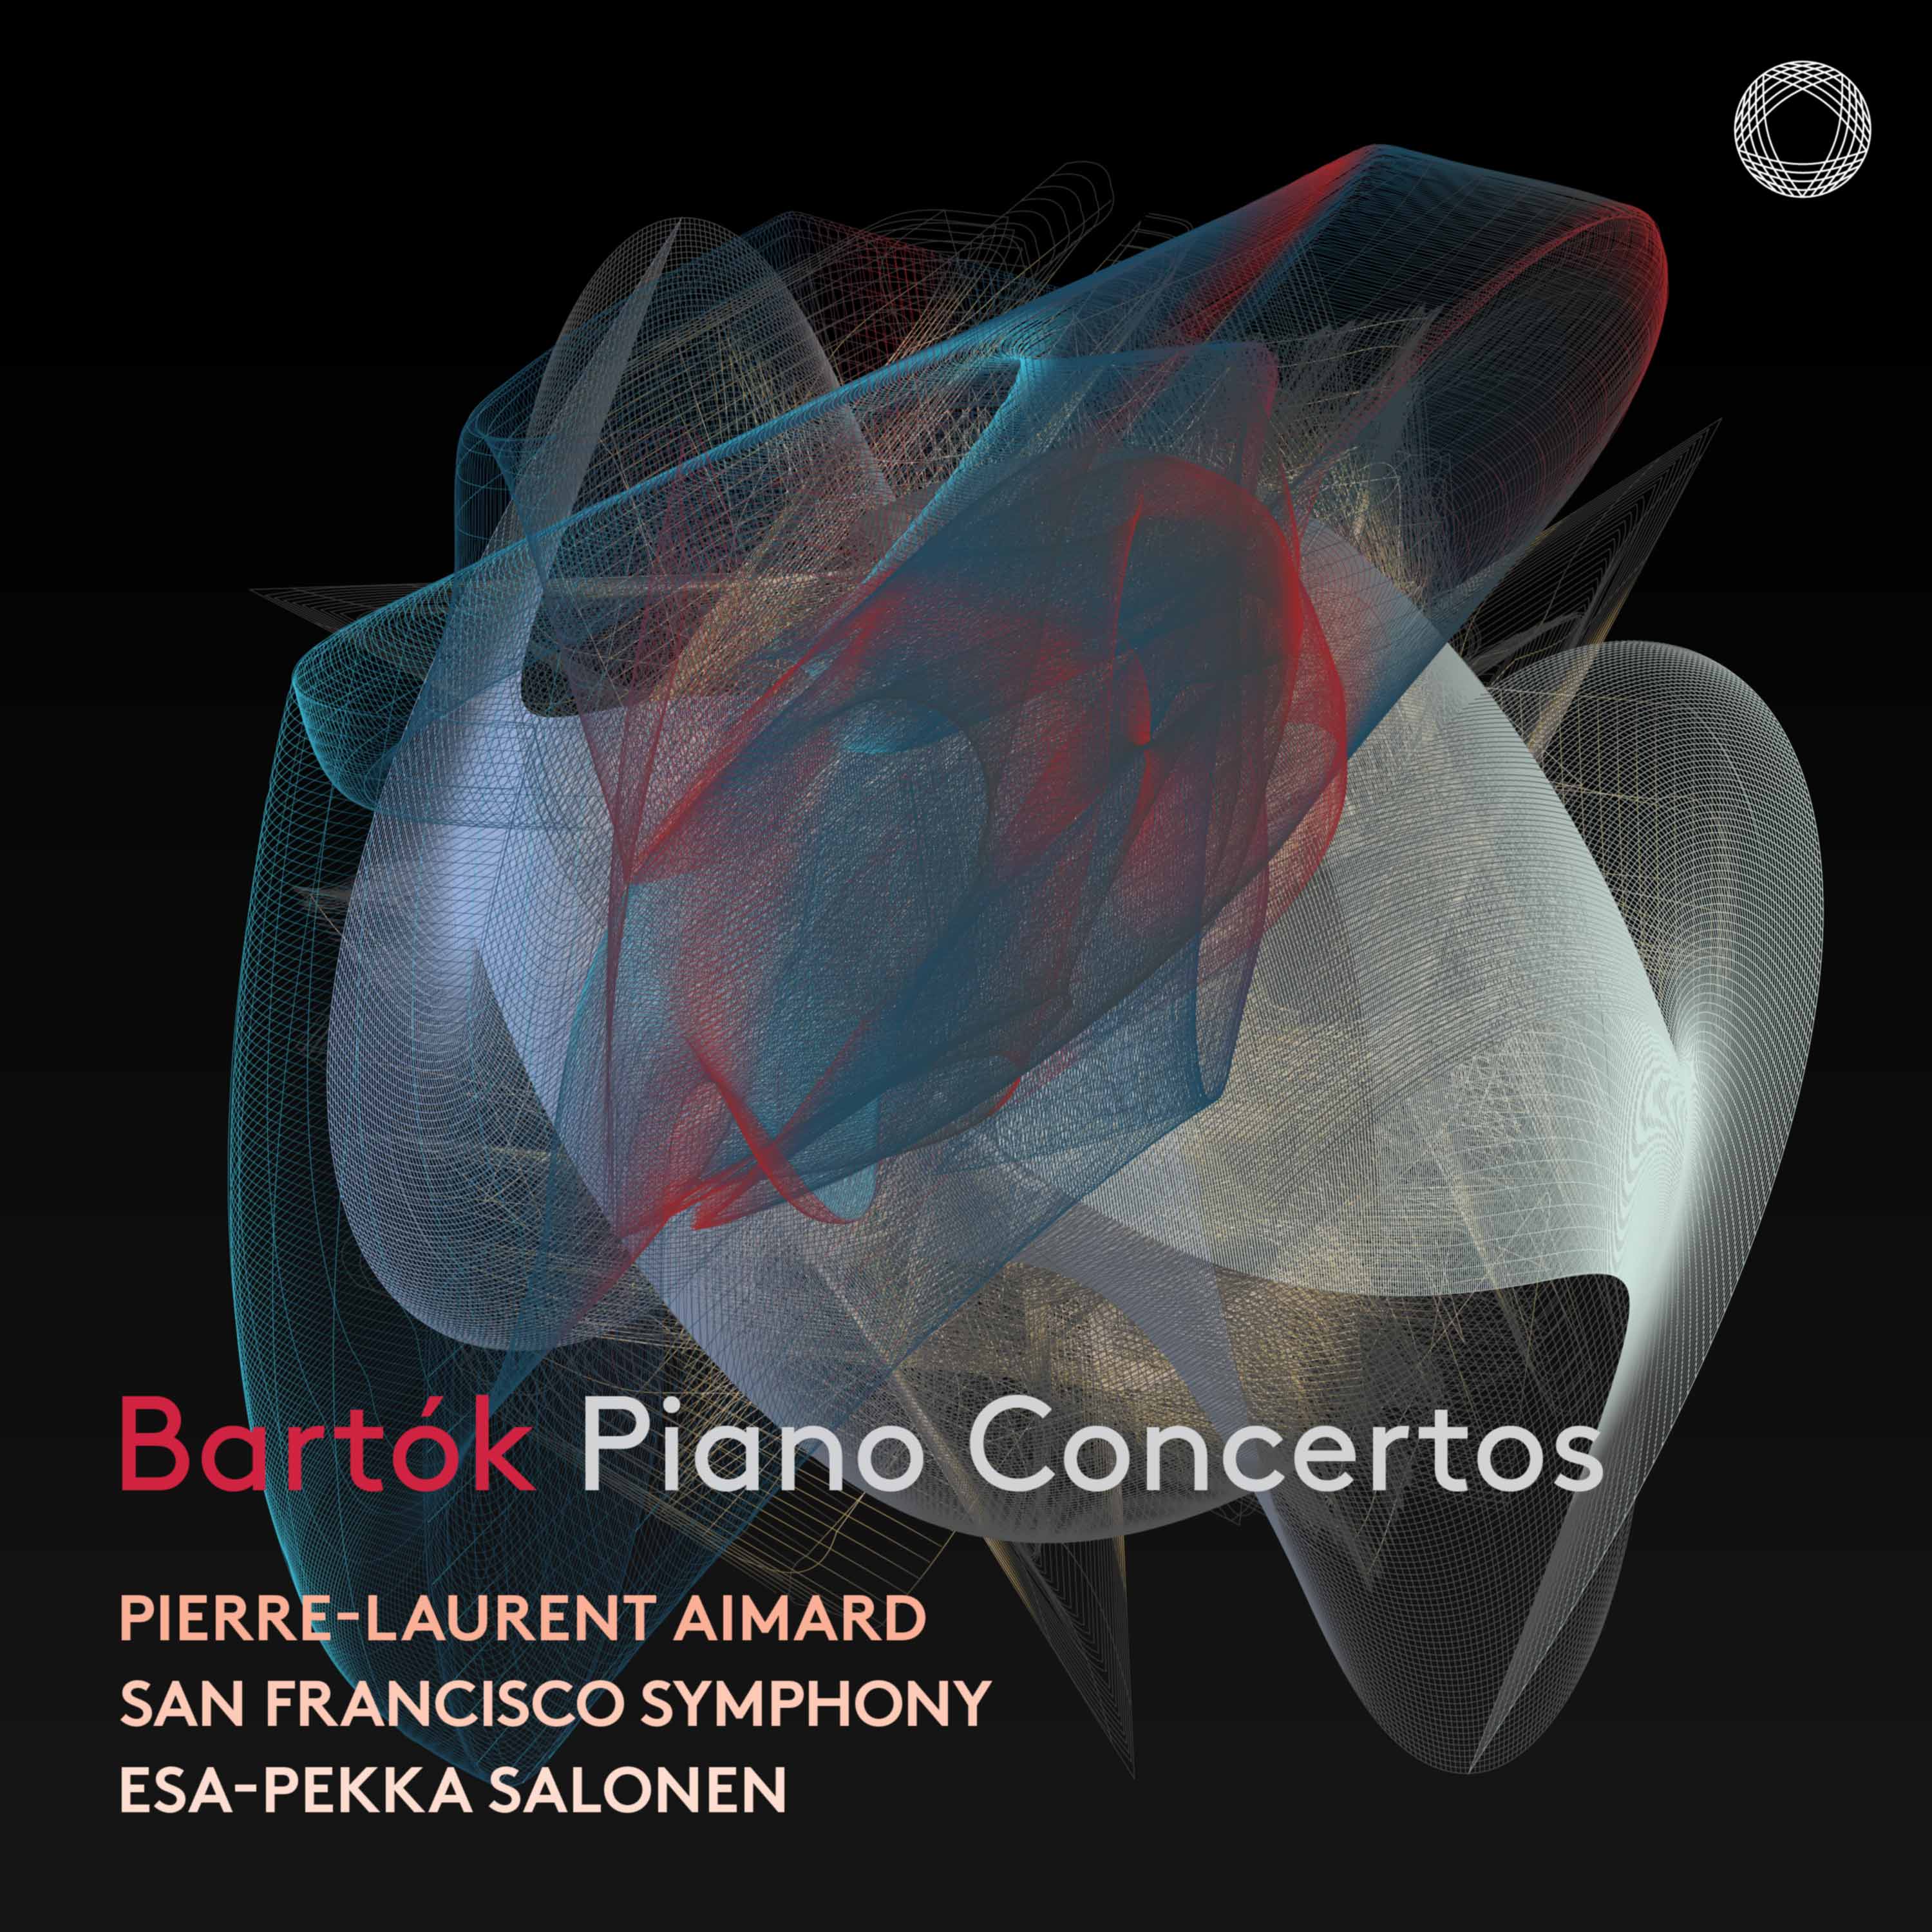 Bartók Piano Concertos
PIERRE-LAURENT AIMARD
SAN FRANCISCO SYMPHONY
ESA-PEKKA SALONEN